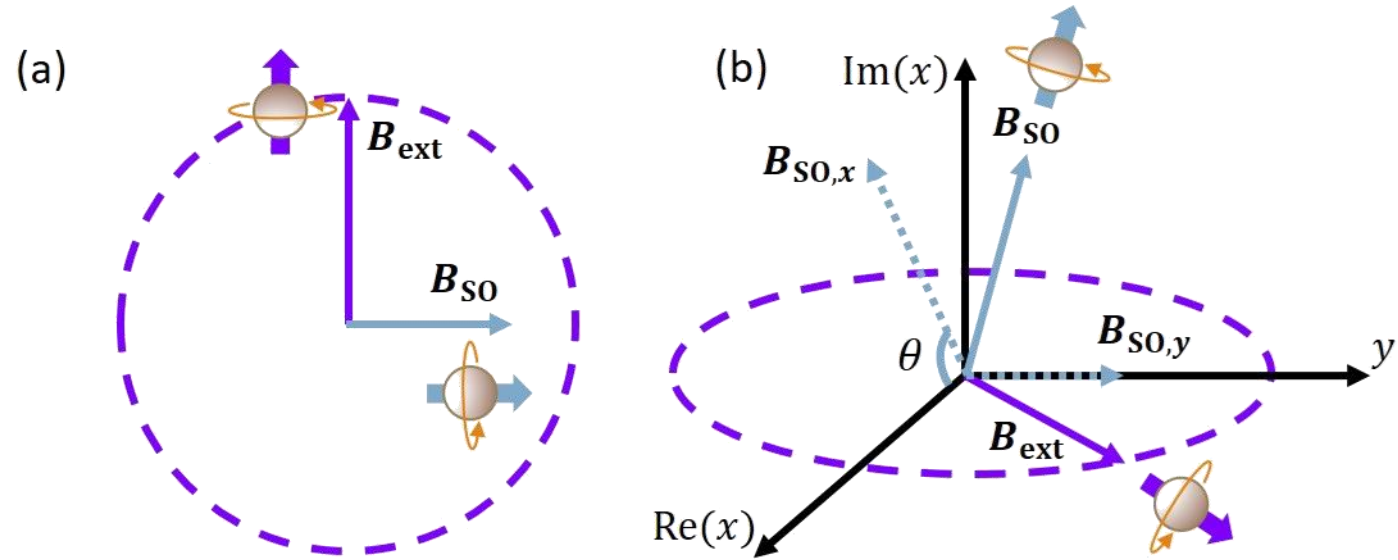 (a)
B_ext
B_SO
(b)
Im(x)
B_SO
B_SO,x
θ
B_SO,y
y
B_ext
Re(x)